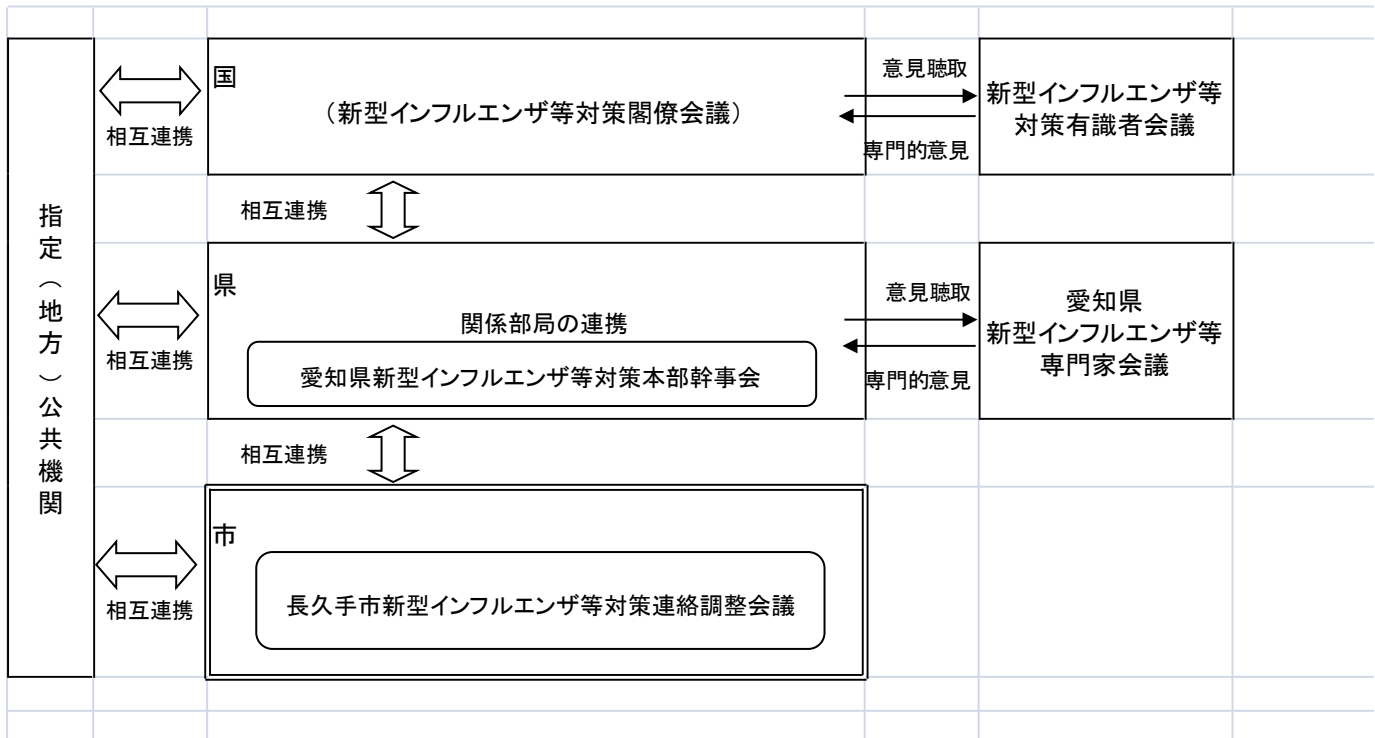 指定（地方）公共機関
相互連携
国
（新型インフルエンザ等対策閣僚会議）
意見聴取
専門的意見
新型インフルエンザ等
対策有識者会議
相互連携
相互連携
県
関係部局の連携
愛知県新型インフルエンザ等対策本部幹事会
意見聴取
専門的意見
愛知県
新型インフルエンザ等
専門家会議
相互連携
相互連携
市
長久手市新型インフルエンザ等対策連絡調整会議